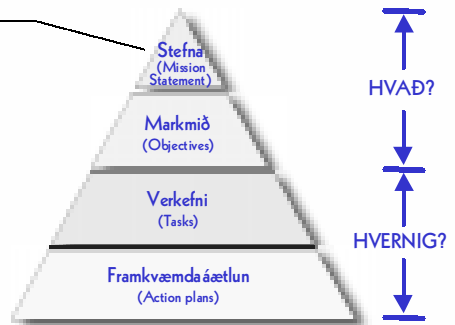 Stefna
(Mission
Statement)
HVAÐ?
Markmið
(Objectives)
Verkefni
(Tasks)
HVERNIG?
Framkvæmdaáætlun
(Action plans)